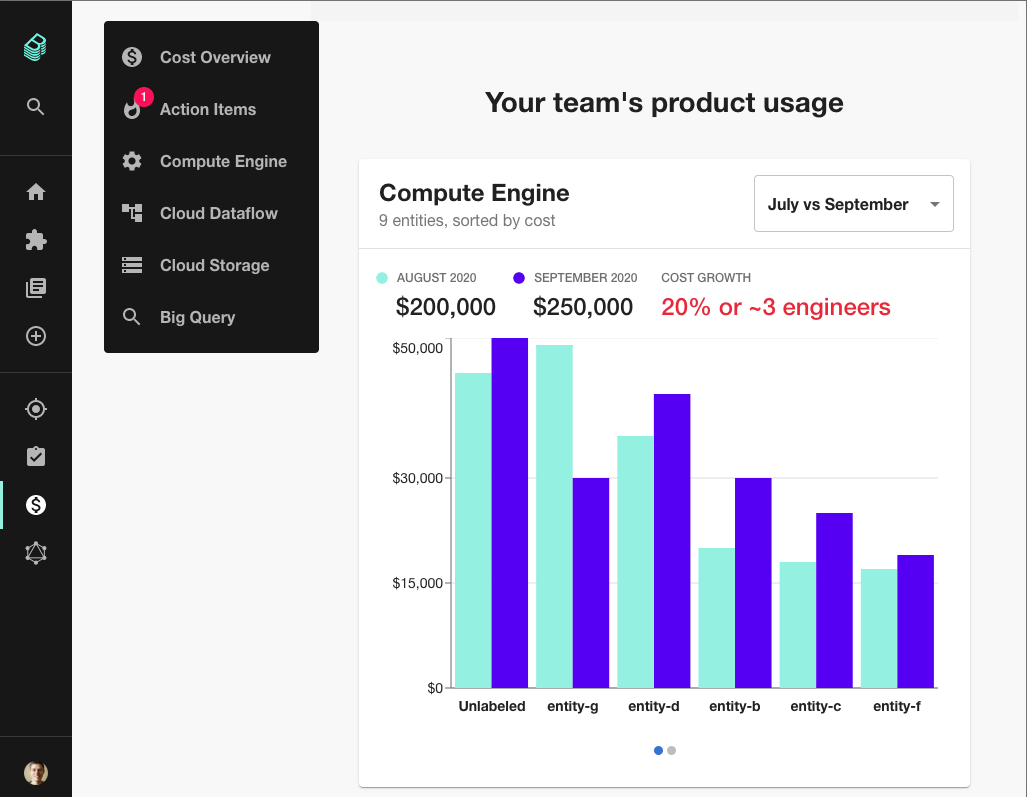 Cost Overview
1
Action Items
Compute Engine
Cloud Dataflow
Cloud Storage
Big Query
Your team's product usage
Compute Engine
9 entities, sorted by cost
July vs September
AUGUST 2020
$200,000
SEPTEMBER 2020
$250,000
COST GROWTH
20% or ~3 engineers
$50,000
$30,000
$15,000
$0
Unlabeled entity-g entity-d entity-b entity-c entity-f